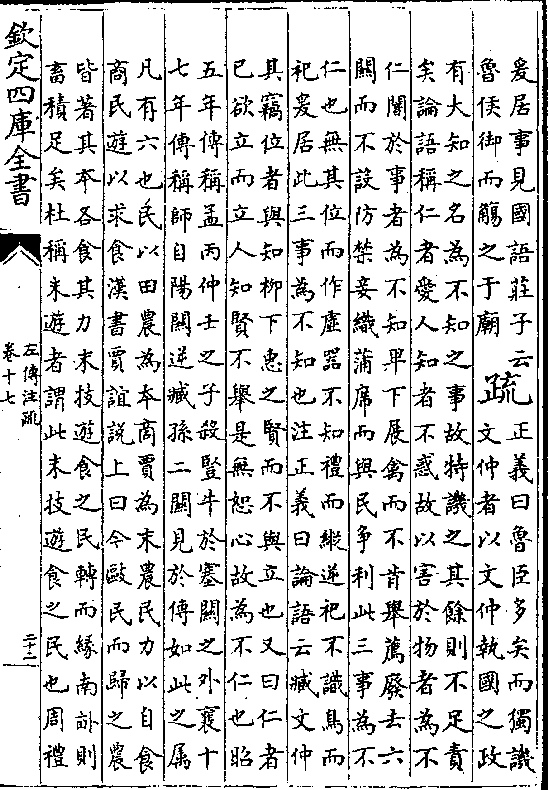 爰居事見國語莊子云
魯侯御而觴之于廟
疏
正義曰魯臣多矣而獨譏
文仲者以文仲執國之政
有大知之名為不知之事故特譏之其餘則不足責
矣論語稱仁者愛人知者不惑故以害於物者為不
仁闇於事者為不知卑下展禽而不肯舉薦廢去六
關而不設防禁妾織蒲席而與民争利此三事為不
仁也無其位而作虛器不知禮而縱逆祀不識鳥而
祀爰居此三事為不知也注正義曰論語云臧文仲
其竊位者與知柳下惠之賢而不與立也又曰仁者
已欲立而立人知賢不舉是無恕心故為不仁也昭
五年傳稱孟丙仲壬之子殺豎牛於塞關之外襄十
七年傳稱師自陽關逆臧孫二關見於傳如此之属
凡有六也民以田農為本商賈為末農民力以自食
商民遊以求食漢書賈誼說上曰今敺民而歸之農
皆著其本各食其力末技遊食之民轉而緣南畝則
畜積足矣杜稱末遊者謂此末技遊食之民也周禮
欽定四庫全書
左傳注疏
卷十七
二十二